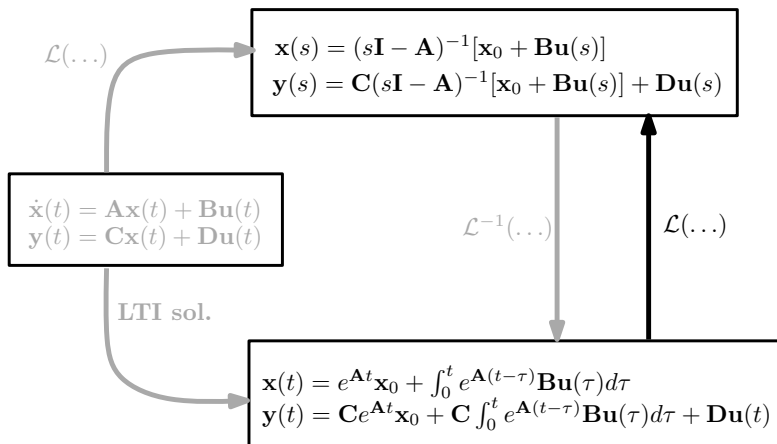 ℒ(…)
𝐱(s) = (s𝐈 − 𝐀)⁻¹[𝐱₀ + 𝐁𝐮(s)]
𝐲(s) = 𝐂(s𝐈 − 𝐀)⁻¹[𝐱₀ + 𝐁𝐮(s)] + 𝐃𝐮(s)
𝐱̇(t) = 𝐀𝐱(t) + 𝐁𝐮(t)
𝐲(t) = 𝐂𝐱(t) + 𝐃𝐮(t)
ℒ⁻¹(…)
ℒ(…)
LTI sol.
𝐱(t) = e^{𝐀t}𝐱₀ + ∫₀ᵗ e^{𝐀(t−τ)}𝐁𝐮(τ)dτ
𝐲(t) = 𝐂e^{𝐀t}𝐱₀ + 𝐂 ∫₀ᵗ e^{𝐀(t−τ)}𝐁𝐮(τ)dτ + 𝐃𝐮(t)